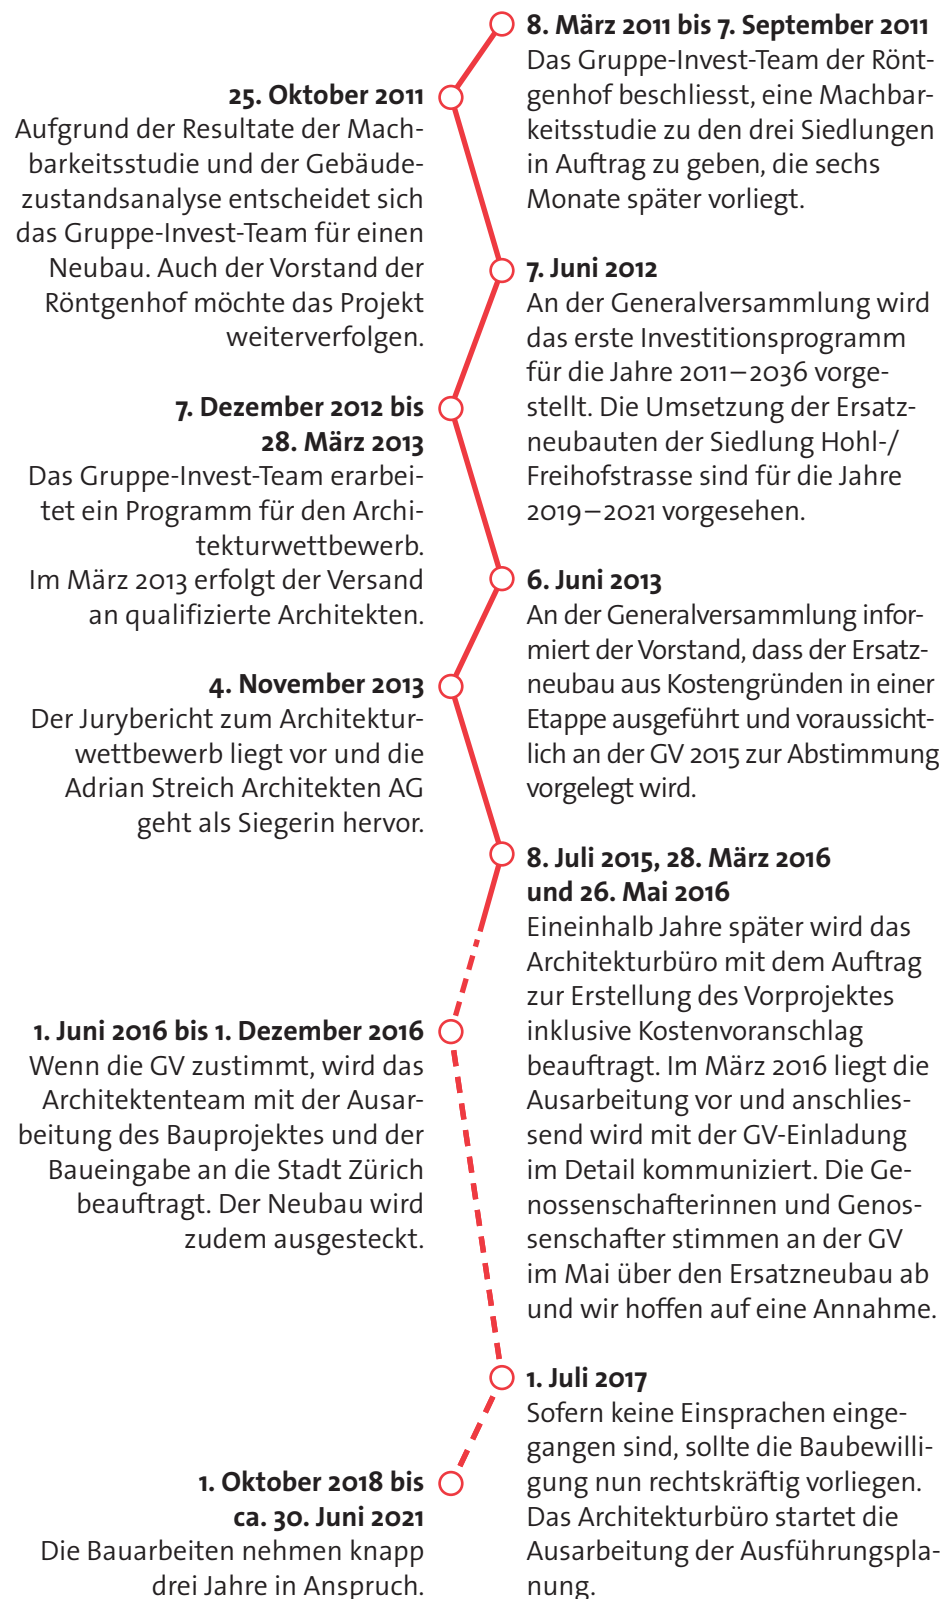 8. März 2011 bis 7. September 2011
Das Gruppe-Invest-Team der Rönt-
genhof beschliesst, eine Machbar-
keitsstudie zu den drei Siedlungen
in Auftrag zu geben, die sechs
Monate später vorliegt.
25. Oktober 2011
Aufgrund der Resultate der Mach-
barkeitsstudie und der Gebäude-
zustandsanalyse entscheidet sich
das Gruppe-Invest-Team für einen
Neubau. Auch der Vorstand der
Röntgenhof möchte das Projekt
weiterverfolgen.
7. Juni 2012
An der Generalversammlung wird
das erste Investitionsprogramm
für die Jahre 2011–2036 vorge-
stellt. Die Umsetzung der Ersatz-
neubauten der Siedlung Hohl-/
Freihofstrasse sind für die Jahre
2019–2021 vorgesehen.
7. Dezember 2012 bis
28. März 2013
Das Gruppe-Invest-Team erarbei-
tet ein Programm für den Archi-
tekturwettbewerb.
Im März 2013 erfolgt der Versand
an qualifizierte Architekten.
6. Juni 2013
An der Generalversammlung infor-
miert der Vorstand, dass der Ersatz-
neubau aus Kostengründen in einer
Etappe ausgeführt und voraussicht-
lich an der GV 2015 zur Abstimmung
vorgelegt wird.
4. November 2013
Der Jurybericht zum Architektur-
wettbewerb liegt vor und die
Adrian Streich Architekten AG
geht als Siegerin hervor.
8. Juli 2015, 28. März 2016
und 26. Mai 2016
Eineinhalb Jahre später wird das
Architekturbüro mit dem Auftrag
zur Erstellung des Vorprojektes
inklusive Kostenvoranschlag
beauftragt. Im März 2016 liegt die
Ausarbeitung vor und anschlies-
send wird mit der GV-Einladung
im Detail kommuniziert. Die Ge-
nossenschafterinnen und Genos-
senschafter stimmen an der GV
im Mai über den Ersatzneubau ab
und wir hoffen auf eine Annahme.
1. Juni 2016 bis 1. Dezember 2016
Wenn die GV zustimmt, wird das
Architektenteam mit der Ausar-
beitung des Bauprojektes und der
Baueingabe an die Stadt Zürich
beauftragt. Der Neubau wird
zudem ausgesteckt.
1. Juli 2017
Sofern keine Einsprachen einge-
gangen sind, sollte die Baubewilli-
gung nun rechtskräftig vorliegen.
Das Architekturbüro startet die
Ausarbeitung der Ausführungspla-
nung.
1. Oktober 2018 bis
ca. 30. Juni 2021
Die Bauarbeiten nehmen knapp
drei Jahre in Anspruch.